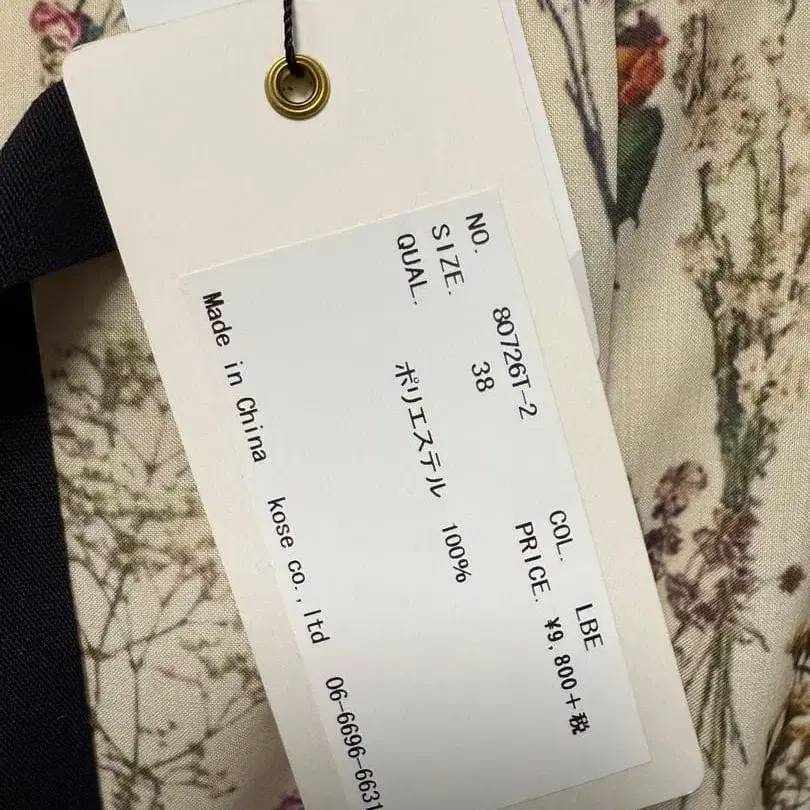 NO. 80726T-2 COL. LBE
SIZE. 38 PRICE. ¥9,800+税
QUAL. ポリエステル 100%
Made in China kose co.,ltd 06-6696-6631